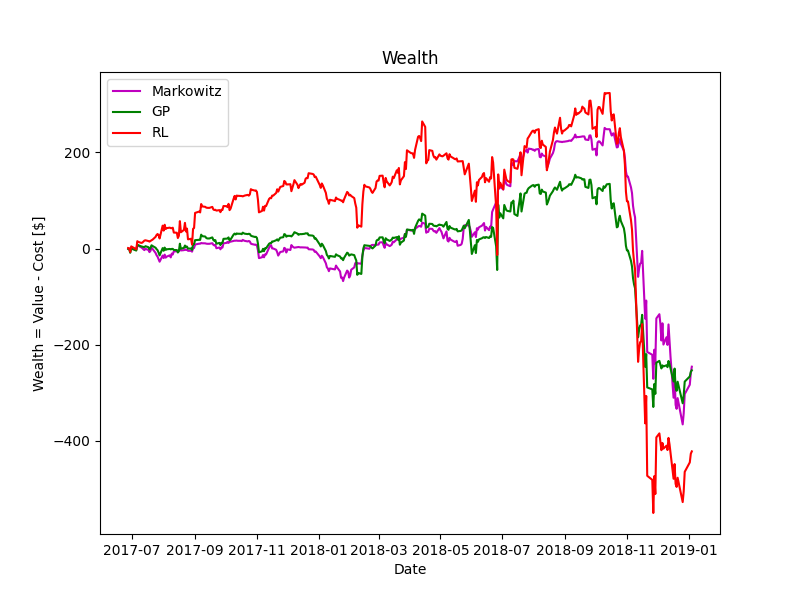 Wealth
Markowitz
GP
RL
Wealth = Value - Cost [$]
200
0
−200
−400
2017-07 2017-09 2017-11 2018-01 2018-03 2018-05 2018-07 2018-09 2018-11 2019-01
Date